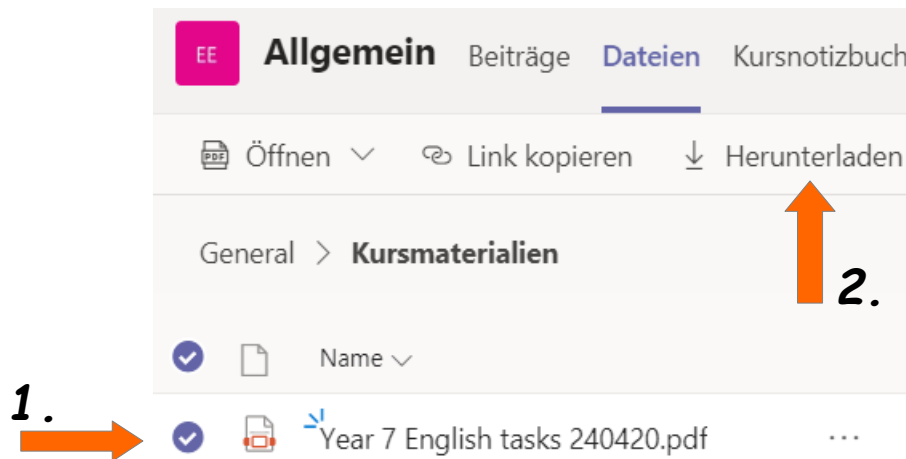 EE Allgemein Beiträge Dateien Kursnotizbuch
PDF Öffnen Link kopieren Herunterladen
General > Kursmaterialien
2.
Name
1.
Year 7 English tasks 240420.pdf ...